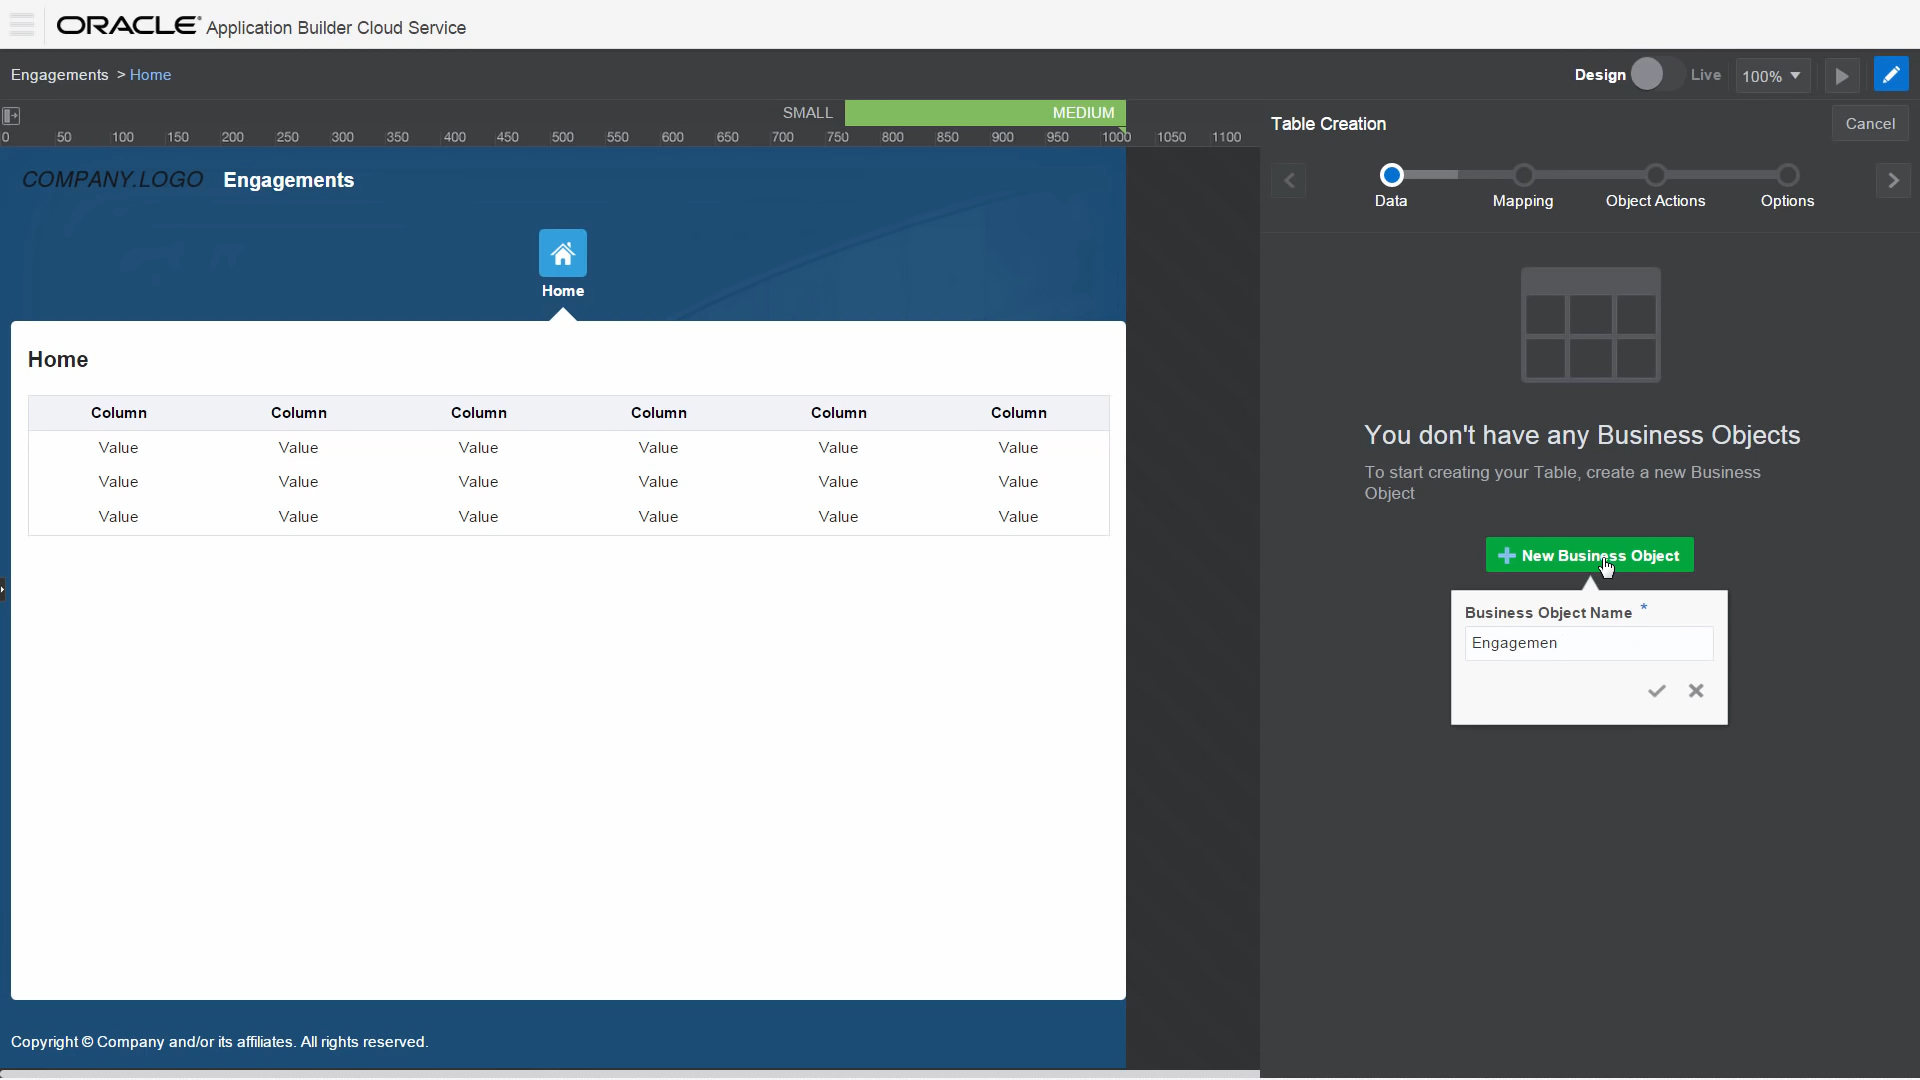 ORACLE Application Builder Cloud Service
Engagements > Home
Design Live 100%
SMALL MEDIUM
0 50 100 150 200 250 300 350 400 450 500 550 600 650 700 750 800 850 900 950 1000 1050 1100
Table Creation
Cancel
Data Mapping Object Actions Options
COMPANY.LOGO Engagements
Home
Home
Column Column Column Column Column Column
Value Value Value Value Value Value
Value Value Value Value Value Value
Value Value Value Value Value Value
You don't have any Business Objects
To start creating your Table, create a new Business
Object
New Business Object
Business Object Name *
Engagemen
Copyright © Company and/or its affiliates. All rights reserved.